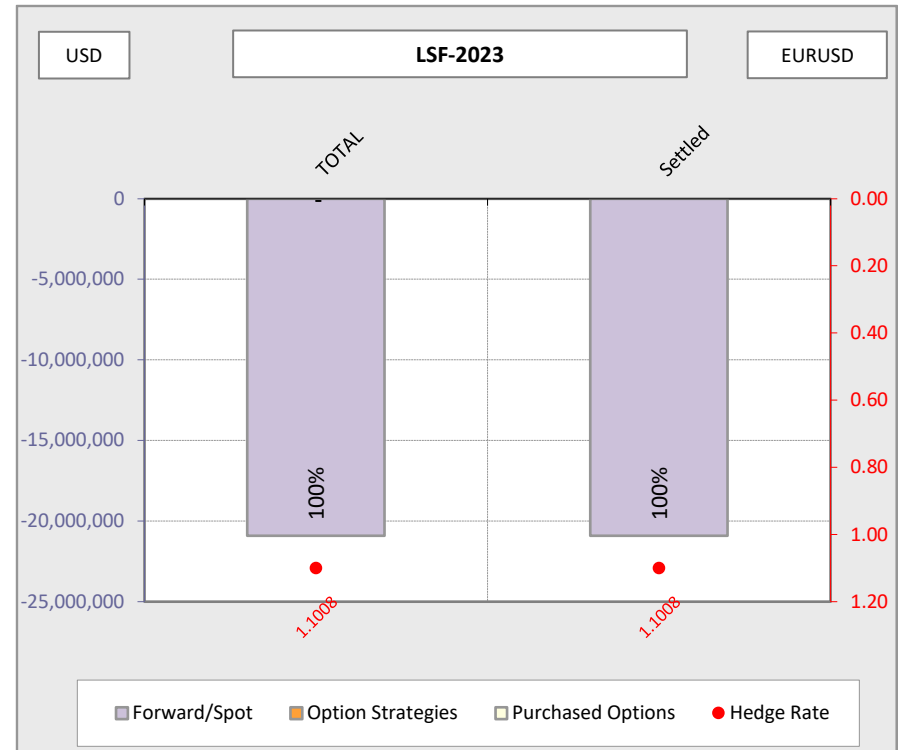 USD
LSF-2023
EURUSD
TOTAL
Settled
0
-5,000,000
-10,000,000
-15,000,000
-20,000,000
-25,000,000
0.00
0.20
0.40
0.60
0.80
1.00
1.20
-
100%
100%
1.1008
1.1008
Forward/Spot
Option Strategies
Purchased Options
Hedge Rate